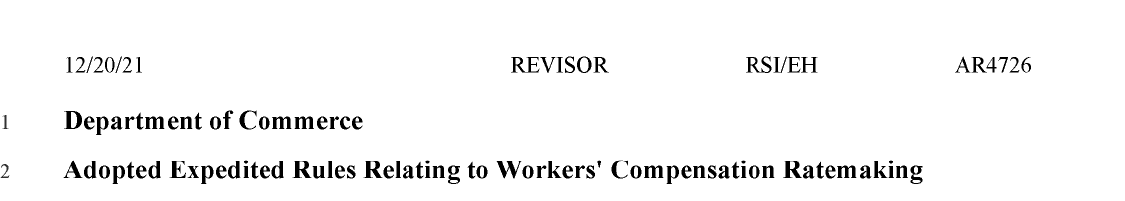 12/20/21 REVISOR RSI/EH AR4726
1 Department of Commerce
2 Adopted Expedited Rules Relating to Workers' Compensation Ratemaking